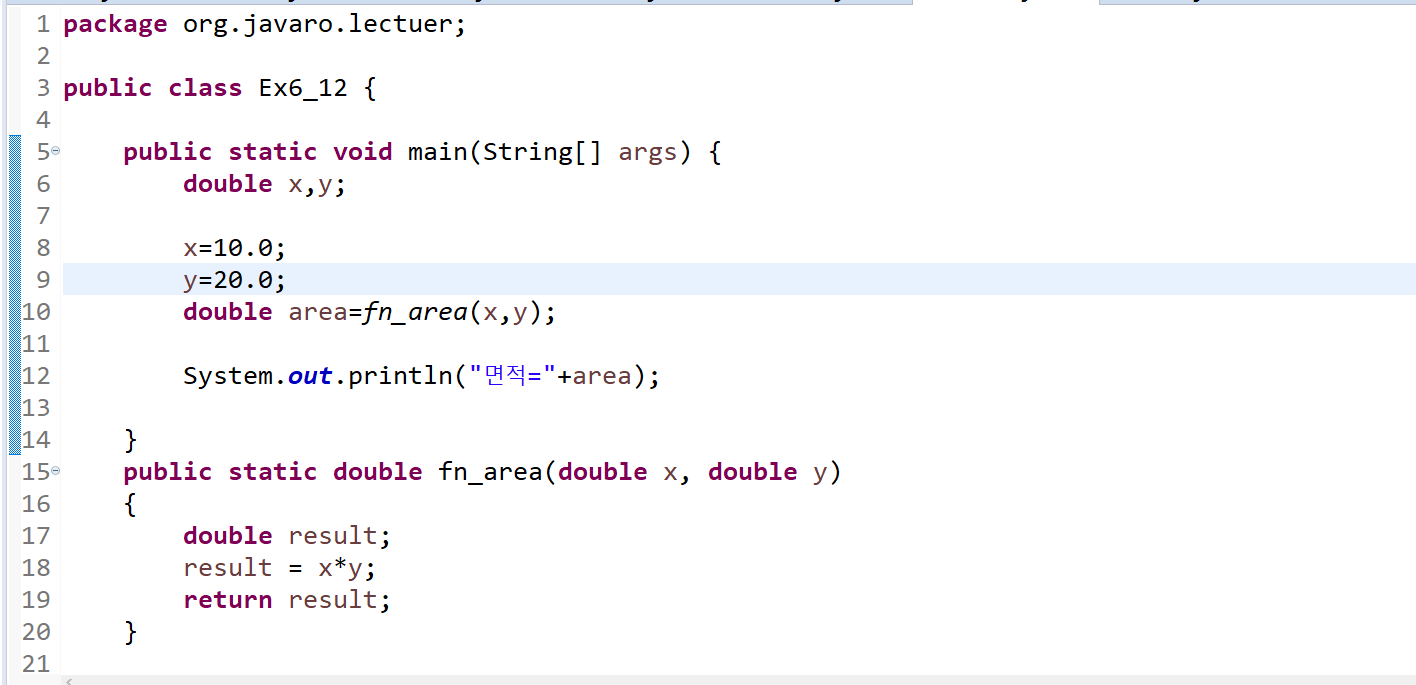 1 package org.javaro.lectuer;
2
3 public class Ex6_12 {
4
5 public static void main(String[] args) {
6 double x,y;
7
8 x=10.0;
9 y=20.0;
10 double area=fn_area(x,y);
11
12 System.out.println("면적="+area);
13
14 }
15 public static double fn_area(double x, double y)
16 {
17 double result;
18 result = x*y;
19 return result;
20 }
21